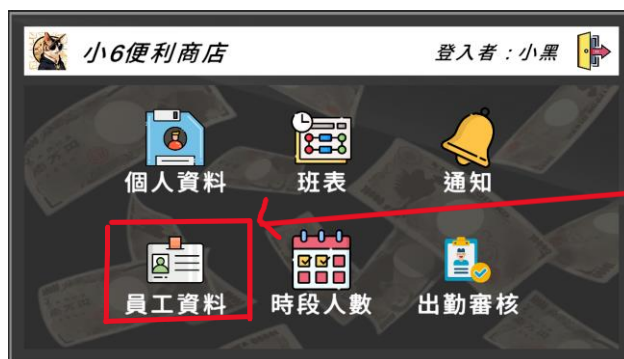 小6便利商店
登入者：小黑
個人資料 班表 通知
員工資料 時段人數 出勤審核